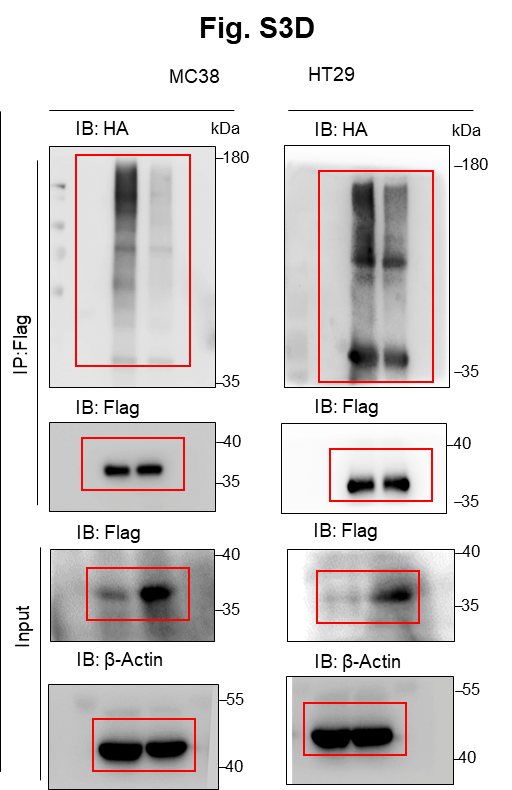 Fig. S3D
MC38
HT29
IB: HA
kDa
IB: HA
kDa
–180
–180
IP:Flag
–35
–35
IB: Flag
IB: Flag
–40
–40
–35
–35
IB: Flag
IB: Flag
–40
–40
–35
–35
Input
IB: β-Actin
IB: β-Actin
–55
–55
–40
–40